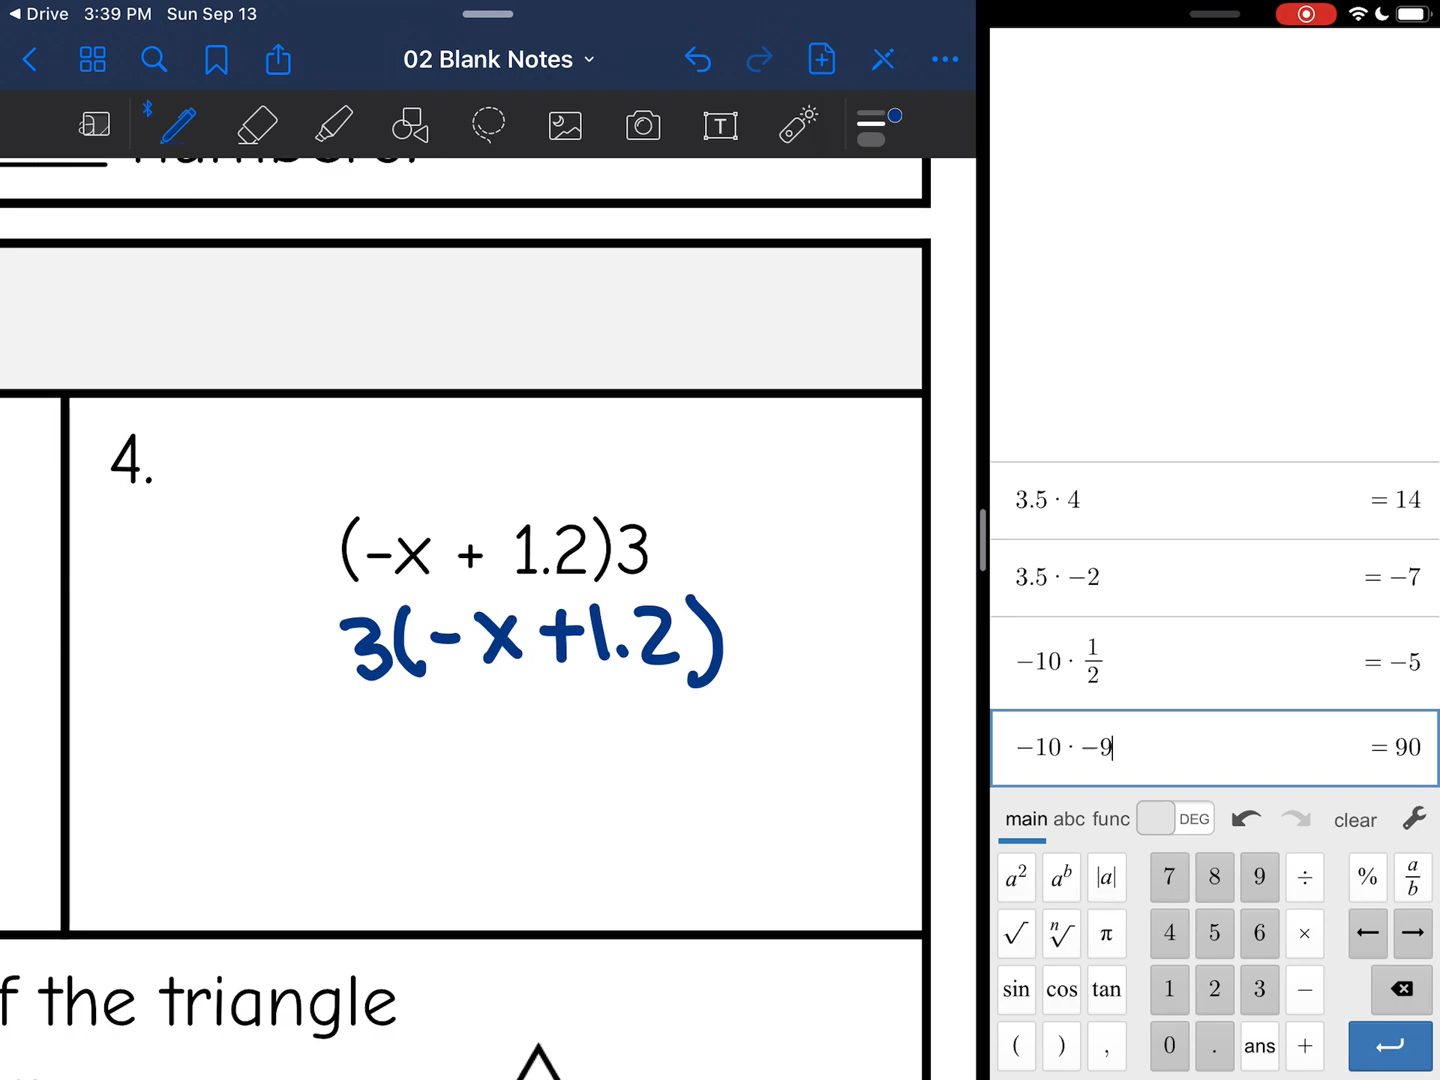 Drive 3:39 PM Sun Sep 13
02 Blank Notes
T
numbers.
4.
(-x + 1.2)3
3(-x+1.2)
f the triangle
3.5 · 4 = 14
3.5 · −2 = −7
−10 · 1/2 = −5
−10 · −9 = 90
main abc func DEG clear
a² aᵇ |a| 7 8 9 ÷ % a/b
√ ⁿ√ π 4 5 6 × ← →
sin cos tan 1 2 3 −
( ) , 0 . ans +